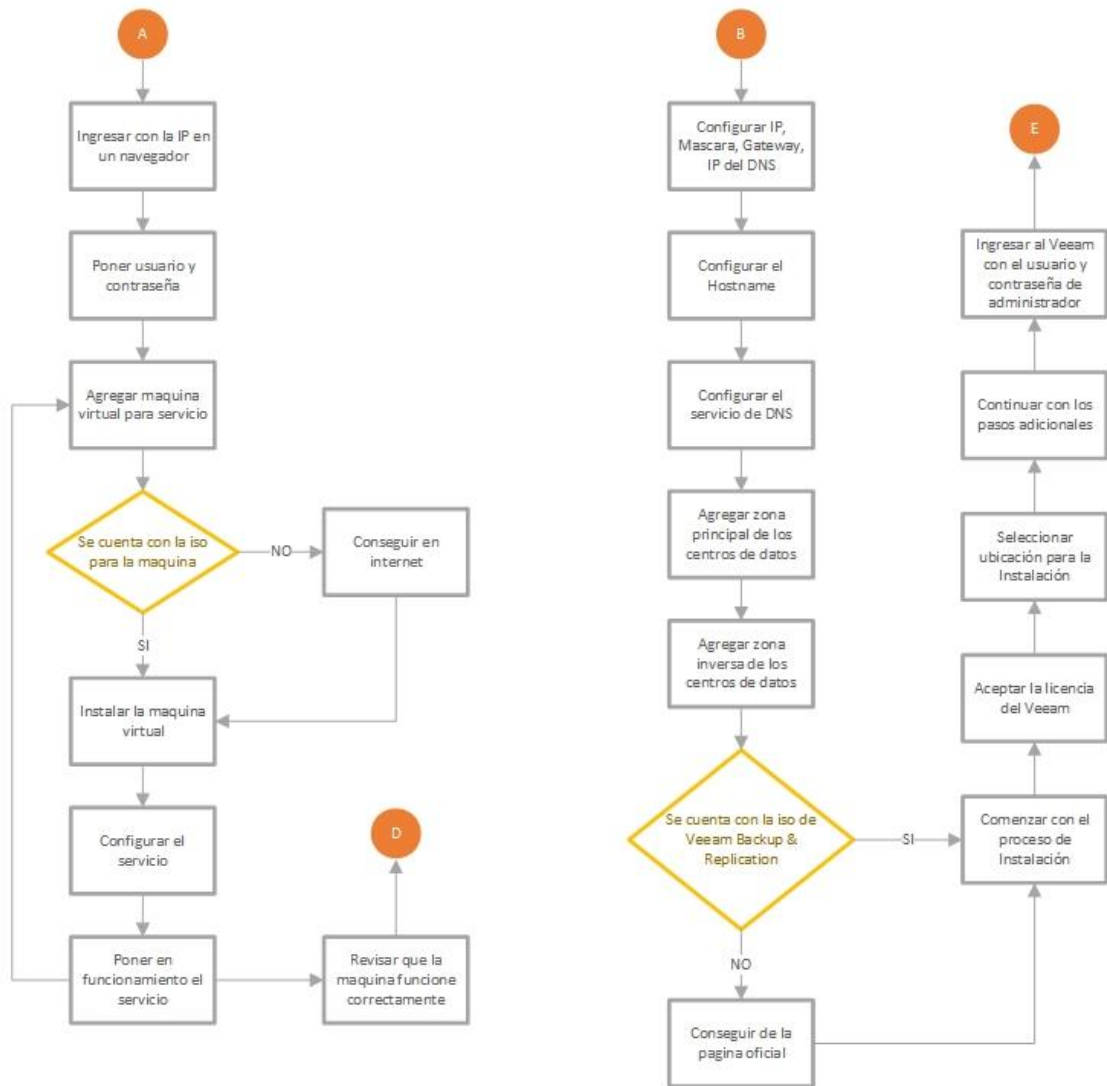 A
Ingresar con la IP en
un navegador
Poner usuario y
contraseña
Agregar maquina
virtual para servicio
Se cuenta con la iso
para la maquina
NO
Conseguir en
internet
SI
Instalar la maquina
virtual
Configurar el
servicio
Poner en
funcionamiento el
servicio
Revisar que la
maquina funcione
correctamente
D
B
Configurar IP,
Mascara, Gateway,
IP del DNS
Configurar el
Hostname
Configurar el
servicio de DNS
Agregar zona
principal de los
centros de datos
Agregar zona
inversa de los
centros de datos
Se cuenta con la iso de
Veeam Backup &
Replication
SI
NO
Conseguir de la
pagina oficial
Comenzar con el
proceso de
Instalación
Aceptar la licencia
del Veeam
Seleccionar
ubicación para la
Instalación
Continuar con los
pasos adicionales
Ingresar al Veeam
con el usuario y
contraseña de
administrador
E